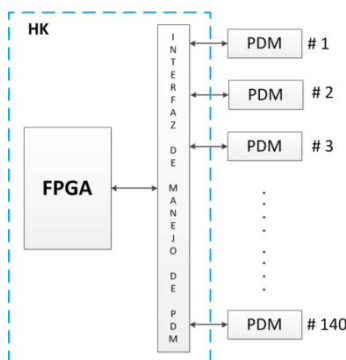 HK
FPGA
INTERFAZ DE MANEJO DE PDM
PDM # 1
PDM # 2
PDM # 3
PDM # 140